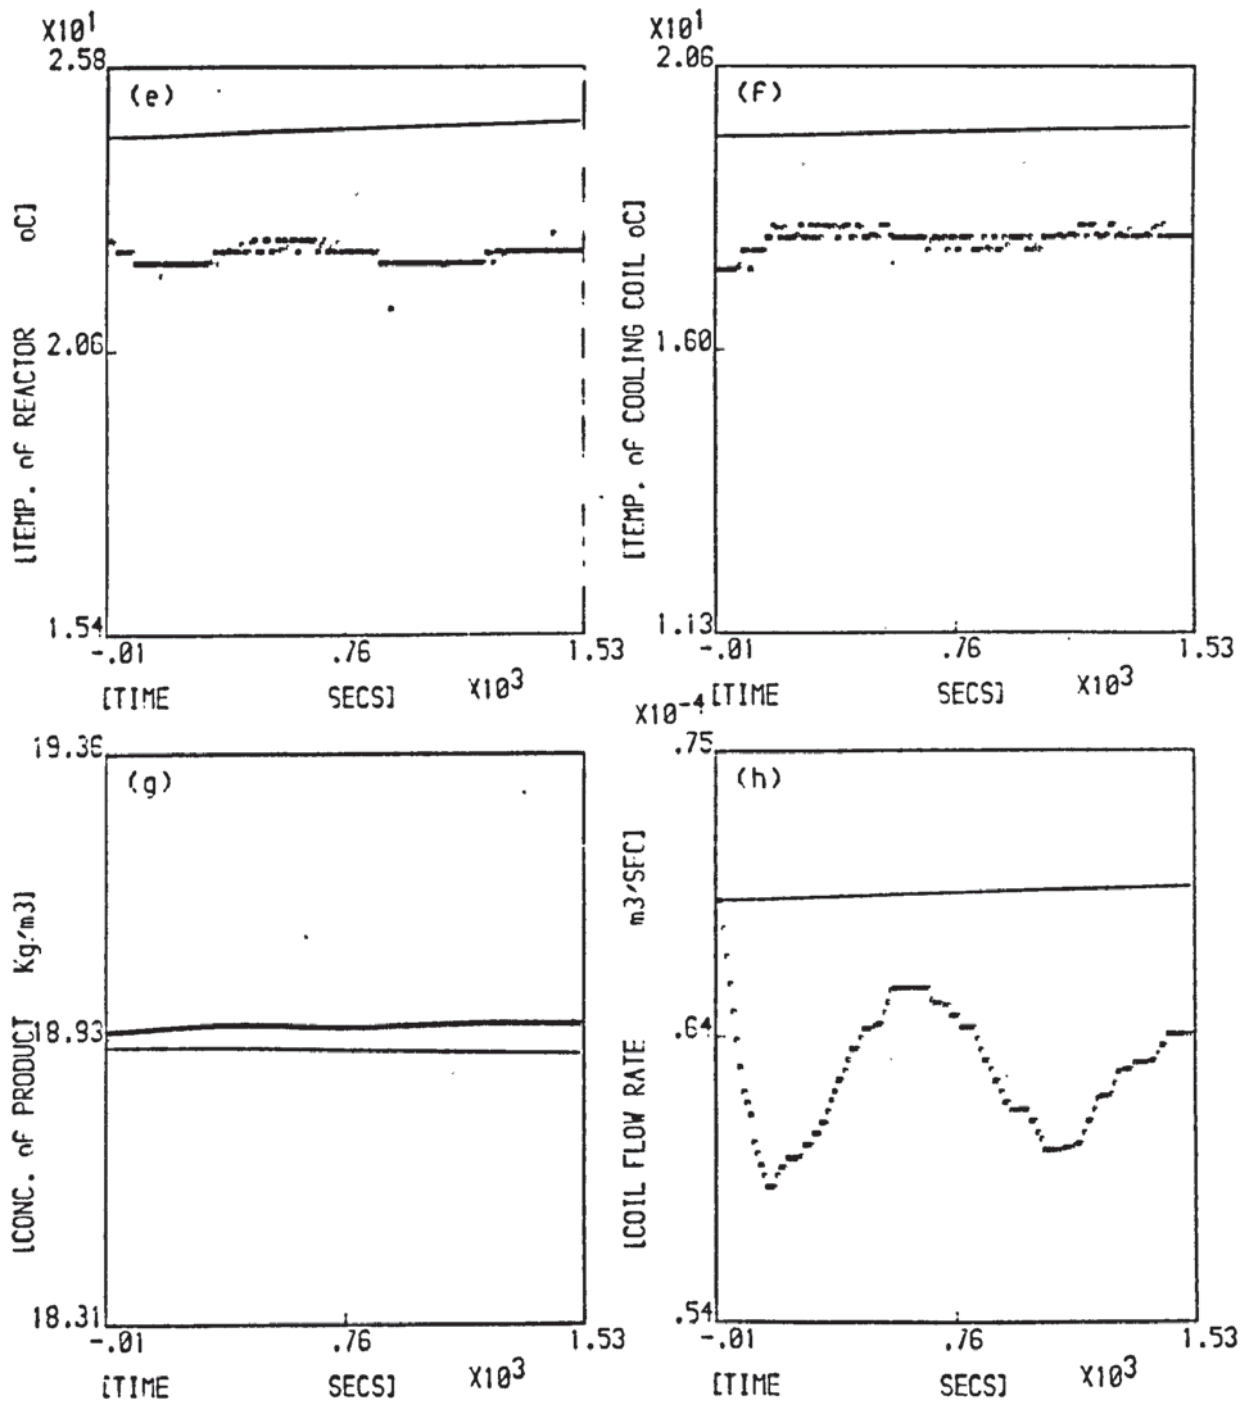 X10¹
2.58
(e)
[TEMP. of REACTOR oC]
2.06
1.54
-.01 .76 1.53
[TIME SECS] X10³
X10¹
2.06
(f)
[TEMP. of COOLING COIL oC]
1.60
1.13
-.01 .76 1.53
[TIME SECS] X10³
19.36
(g)
[CONC. of PRODUCT Kg/m3]
18.93
18.31
-.01 .76 1.53
[TIME SECS] X10³
X10⁻⁴
.75
(h)
[COIL FLOW RATE m3/SEC]
.64
.54
-.01 .76 1.53
[TIME SECS] X10³